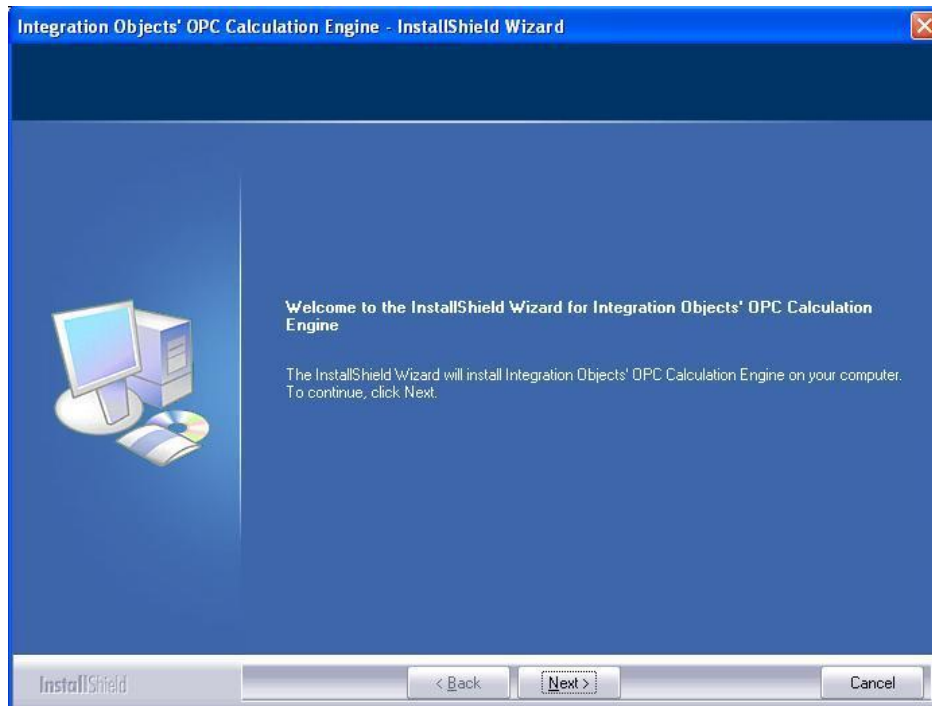 Integration Objects' OPC Calculation Engine - InstallShield Wizard
Welcome to the InstallShield Wizard for Integration Objects' OPC Calculation
Engine
The InstallShield Wizard will install Integration Objects' OPC Calculation Engine on your computer.
To continue, click Next.
InstallShield
< Back
Next >
Cancel